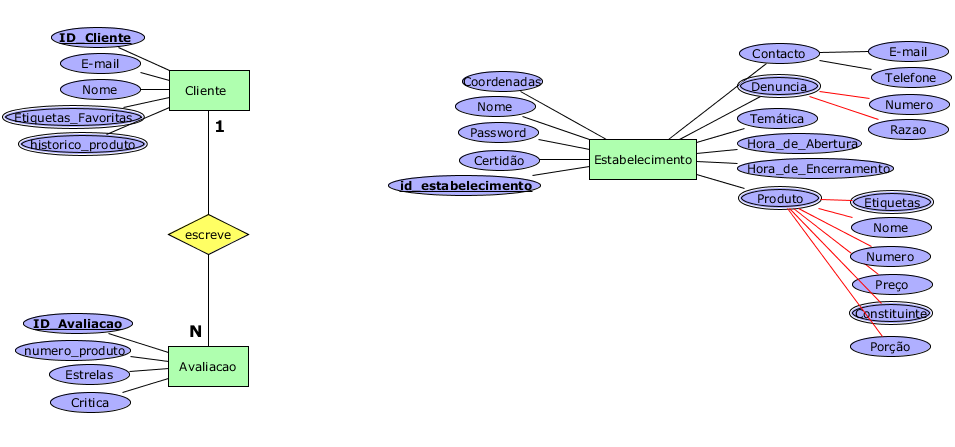 ID_Cliente
E-mail
Nome
Etiquetas_Favoritas
historico_produto
Cliente
1
escreve
N
ID_Avaliacao
numero_produto
Estrelas
Critica
Avaliacao
Coordenadas
Nome
Password
Certidão
id_estabelecimento
Estabelecimento
Contacto
E-mail
Telefone
Denuncia
Numero
Razao
Temática
Hora_de_Abertura
Hora_de_Encerramento
Produto
Etiquetas
Nome
Numero
Preço
Constituinte
Porção